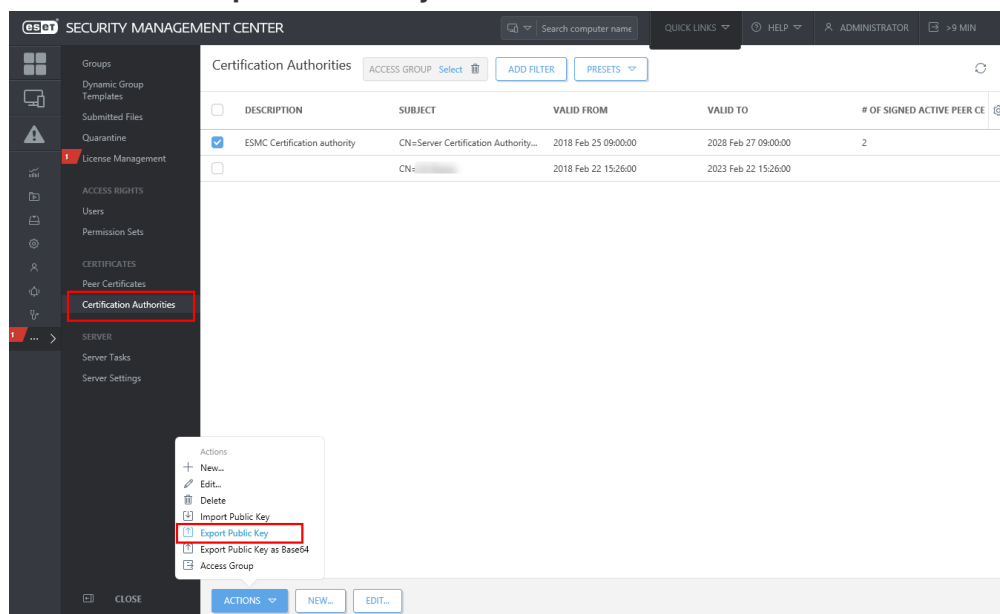 eset SECURITY MANAGEMENT CENTER
Search computer name
QUICK LINKS
HELP
ADMINISTRATOR
>9 MIN
Groups
Dynamic Group
Templates
Submitted Files
Quarantine
1
License Management
ACCESS RIGHTS
Users
Permission Sets
CERTIFICATES
Peer Certificates
Certification Authorities
1
...
SERVER
Server Tasks
Server Settings
CLOSE
Certification Authorities ACCESS GROUP Select ADD FILTER PRESETS
DESCRIPTION SUBJECT VALID FROM VALID TO # OF SIGNED ACTIVE PEER CE
ESMC Certification authority CN=Server Certification Authority... 2018 Feb 25 09:00:00 2028 Feb 27 09:00:00 2
CN= 2018 Feb 22 15:26:00 2023 Feb 22 15:26:00
Actions
New...
Edit...
Delete
Import Public Key
Export Public Key
Export Public Key as Base64
Access Group
ACTIONS NEW... EDIT...